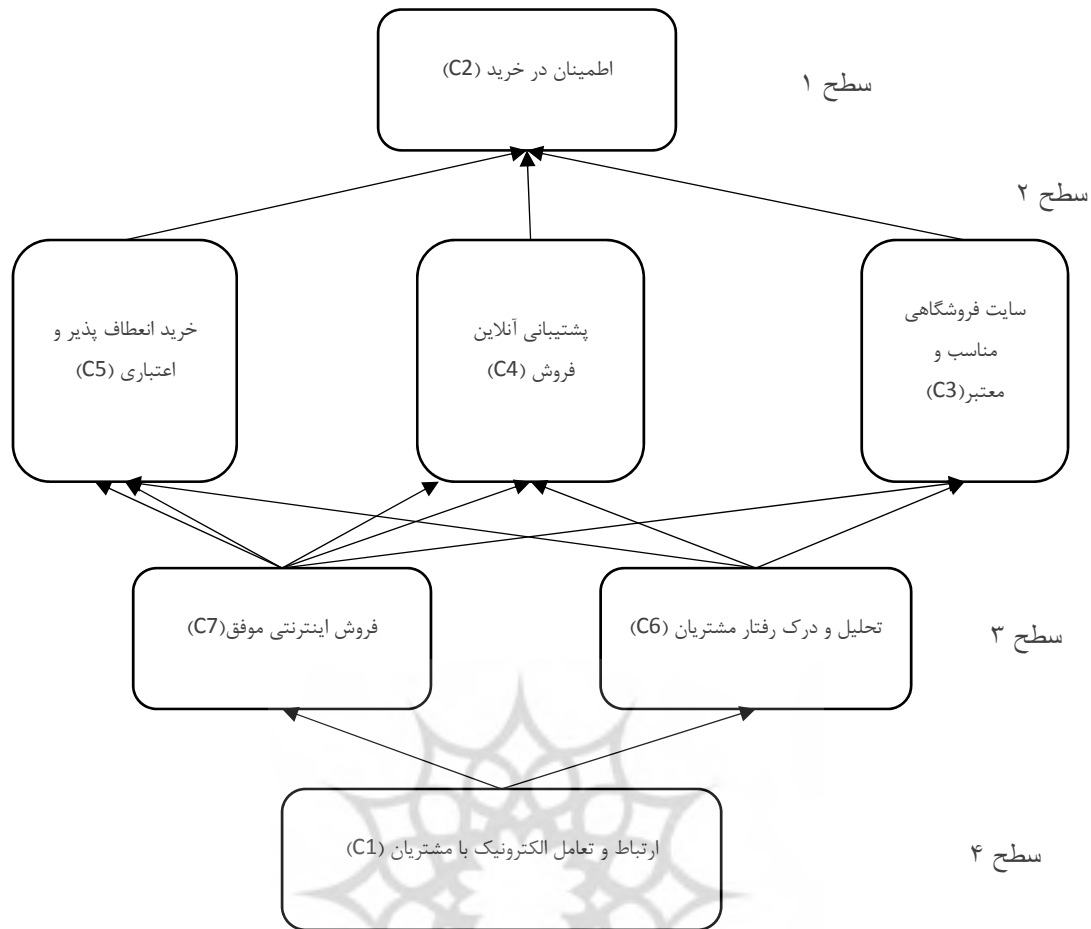 اطمینان در خرید (C2)
سطح ۱
سطح ۲
سایت فروشگاهی
مناسب و
معتبر(C3)
پشتیبانی آنلاین
فروش (C4)
خرید انعطاف پذیر و
اعتباری (C5)
تحلیل و درک رفتار مشتریان (C6)
فروش اینترنتی موفق(C7)
سطح ۳
ارتباط و تعامل الکترونیک با مشتریان (C1)
سطح ۴